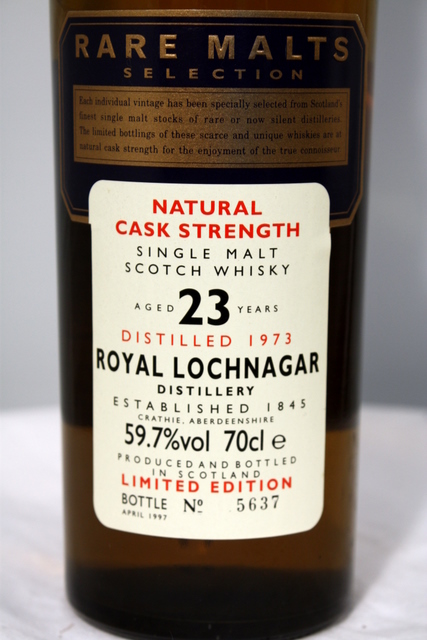 RARE MALTS
SELECTION
Each individual vintage has been specially selected from Scotland's
finest single malt stocks of rare or now silent distilleries.
The limited bottlings of these scarce and unique whiskies are at
natural cask strength for the enjoyment of the true connoisseur.
NATURAL
CASK STRENGTH
SINGLE MALT
SCOTCH WHISKY
AGED 23 YEARS
DISTILLED 1973
ROYAL LOCHNAGAR
DISTILLERY
ESTABLISHED 1845
CRATHIE, ABERDEENSHIRE
59.7%vol 70cl e
PRODUCED AND BOTTLED
IN SCOTLAND
LIMITED EDITION
BOTTLE Nº 5637
APRIL 1997